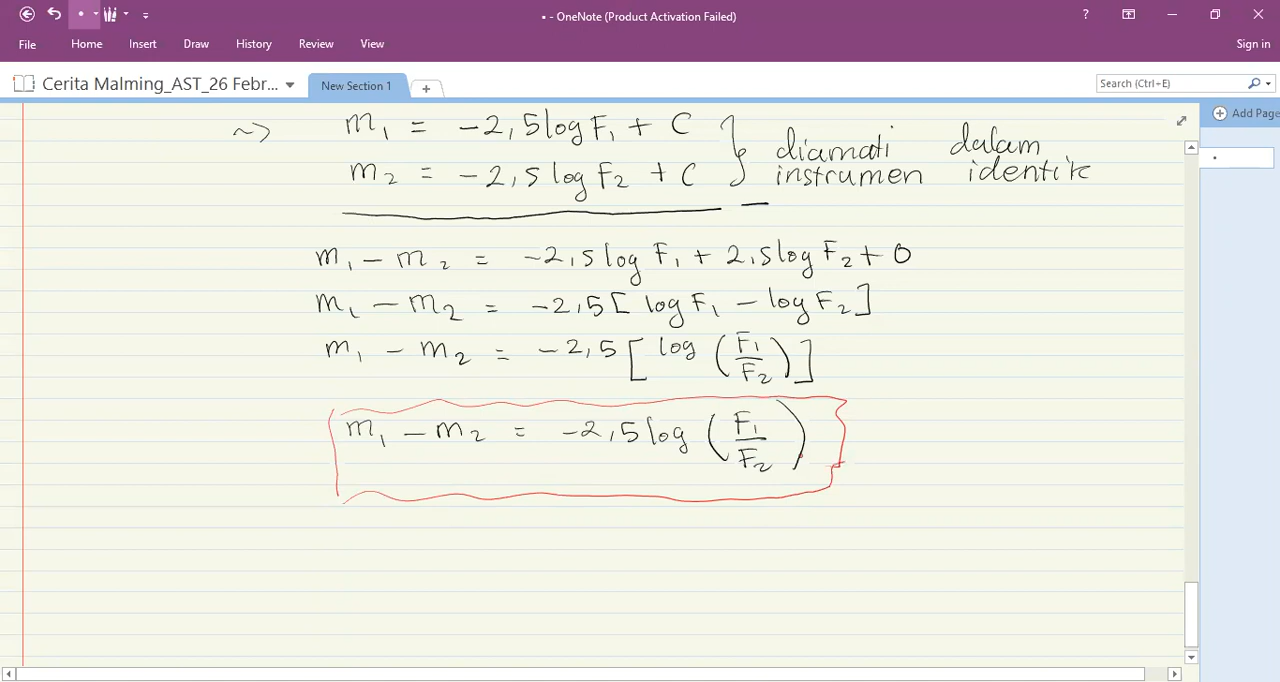 • - OneNote (Product Activation Failed)
?
File Home Insert Draw History Review View Sign in
Cerita Malming_AST_26 Febr... New Section 1 + Search (Ctrl+E)
Add Page
~> m₁ = -2,5 log F₁ + C } diamati dalam
m₂ = -2,5 log F₂ + C instrumen identik
m₁ - m₂ = -2,5 log F₁ + 2,5 log F₂ + 0
m₁ - m₂ = -2,5 [ log F₁ - log F₂ ]
m₁ - m₂ = -2,5 [ log ( F₁ / F₂ ) ]
m₁ - m₂ = -2,5 log ( F₁ / F₂ )